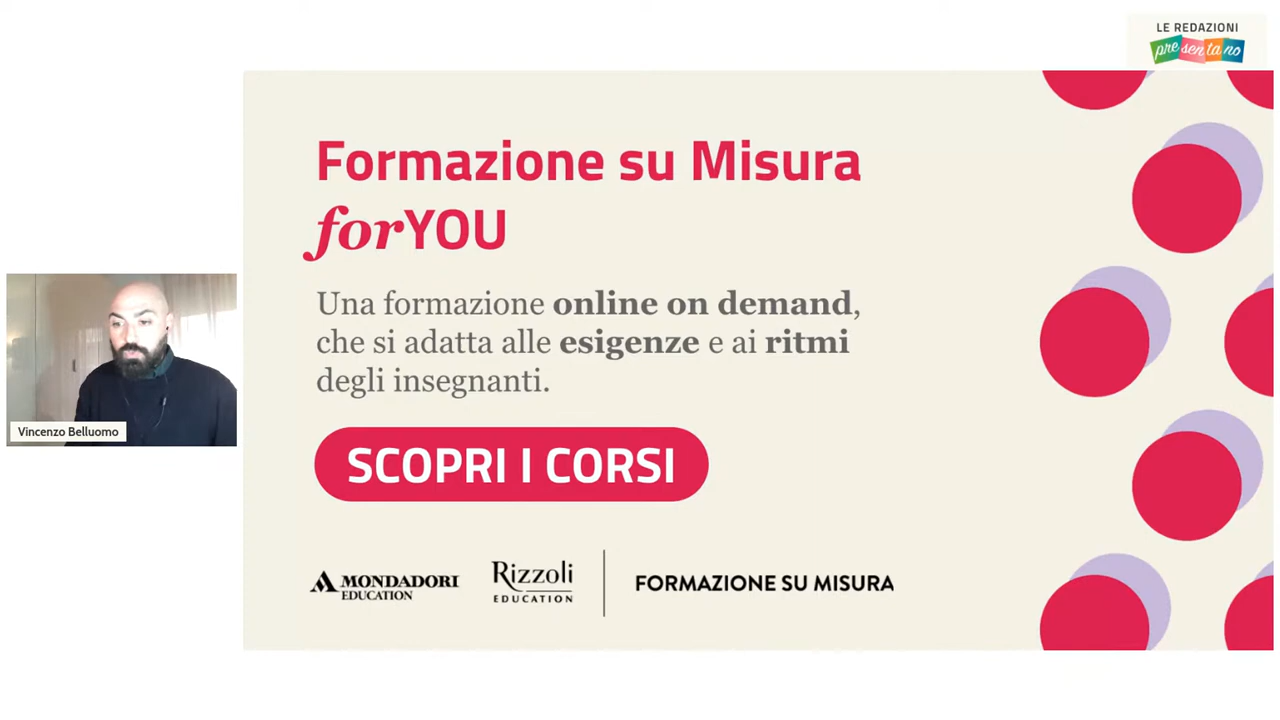 LE REDAZIONI
presentano
Formazione su Misura
forYOU
Una formazione online on demand,
che si adatta alle esigenze e ai ritmi
degli insegnanti.
SCOPRI I CORSI
Vincenzo Belluomo
MONDADORI
EDUCATION
Rizzoli
EDUCATION
FORMAZIONE SU MISURA